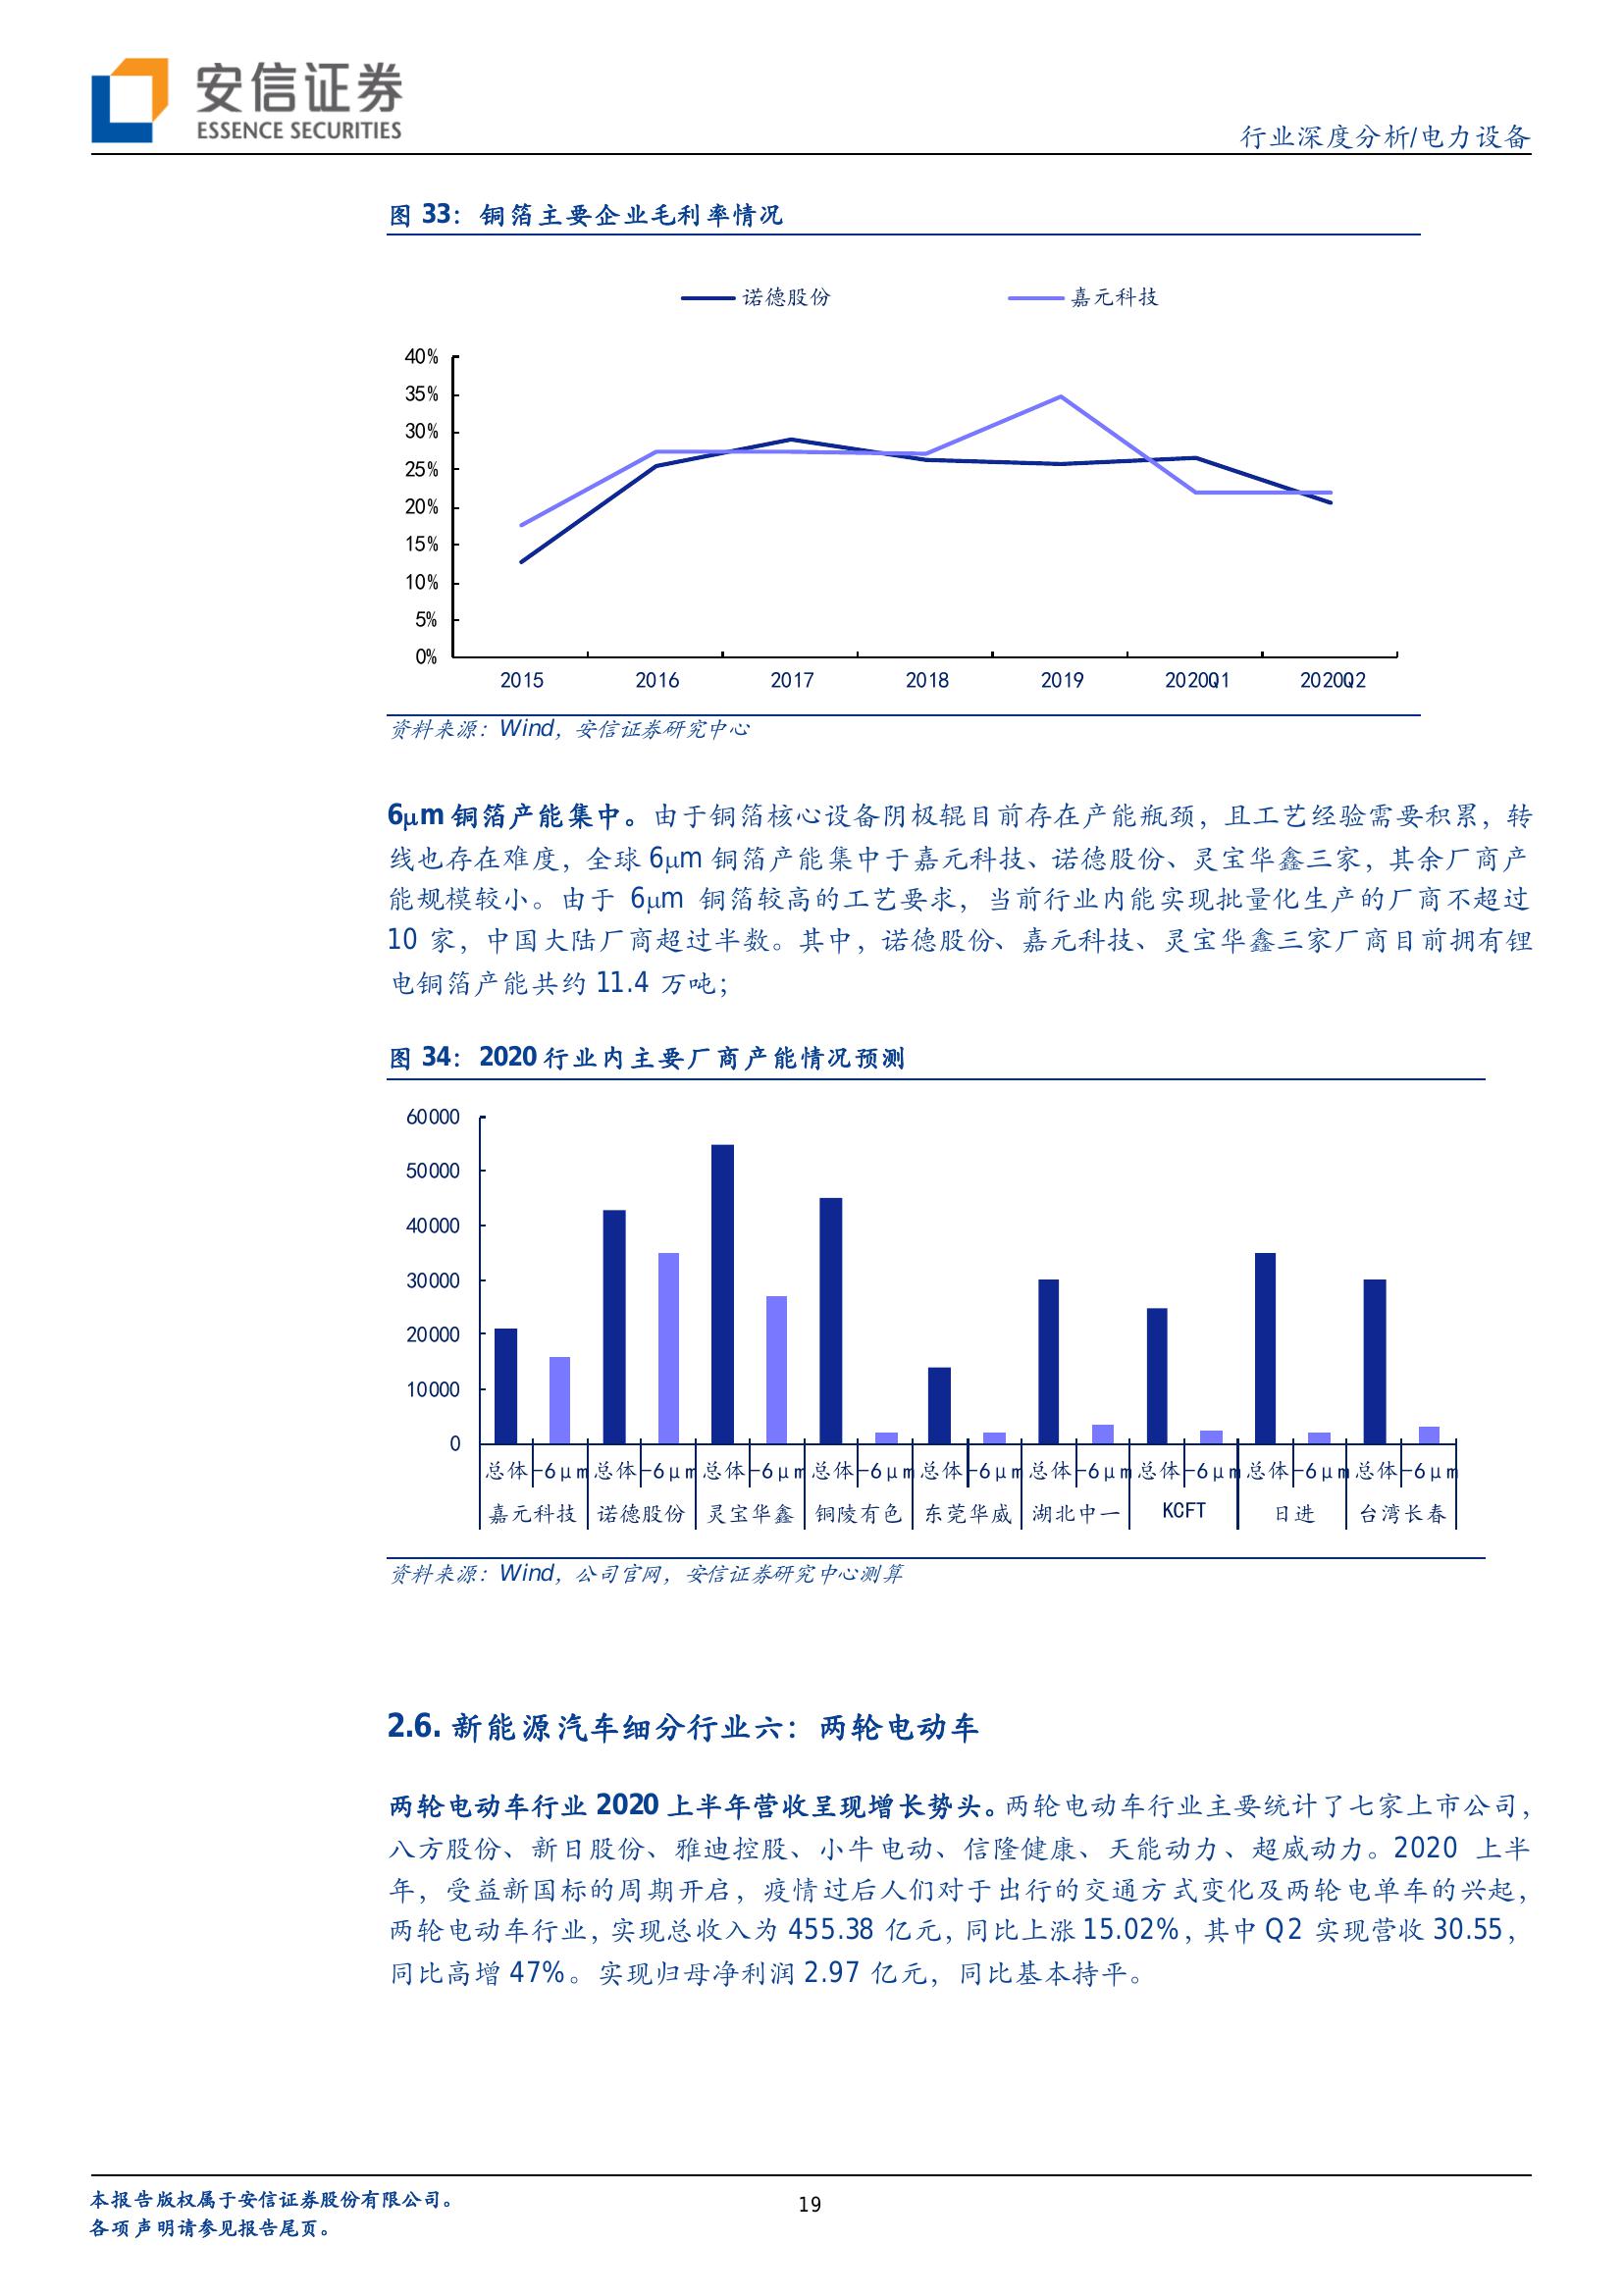 安信证券
ESSENCE SECURITIES
行业深度分析/电力设备
图 33：铜箔主要企业毛利率情况
诺德股份 嘉元科技
40%
35%
30%
25%
20%
15%
10%
5%
0%
2015 2016 2017 2018 2019 2020Q1 2020Q2
资料来源：Wind，安信证券研究中心
6μm 铜箔产能集中。由于铜箔核心设备阴极辊目前存在产能瓶颈，且工艺经验需要积累，转
线也存在难度，全球 6μm 铜箔产能集中于嘉元科技、诺德股份、灵宝华鑫三家，其余厂商产
能规模较小。由于 6μm 铜箔较高的工艺要求，当前行业内能实现批量化生产的厂商不超过
10 家，中国大陆厂商超过半数。其中，诺德股份、嘉元科技、灵宝华鑫三家厂商目前拥有锂
电铜箔产能共约 11.4 万吨；
图 34：2020 行业内主要厂商产能情况预测
60000
50000
40000
30000
20000
10000
0
总体 -6μm 总体 -6μm 总体 -6μm 总体 -6μm 总体 -6μm 总体 -6μm 总体 -6μm 总体 -6μm 总体 -6μm
嘉元科技 诺德股份 灵宝华鑫 铜陵有色 东莞华威 湖北中一 KCFT 日进 台湾长春
资料来源：Wind，公司官网，安信证券研究中心测算
2.6. 新能源汽车细分行业六：两轮电动车
两轮电动车行业 2020 上半年营收呈现增长势头。两轮电动车行业主要统计了七家上市公司，
八方股份、新日股份、雅迪控股、小牛电动、信隆健康、天能动力、超威动力。2020 上半
年，受益新国标的周期开启，疫情过后人们对于出行的交通方式变化及两轮电单车的兴起，
两轮电动车行业，实现总收入为 455.38 亿元，同比上涨 15.02%，其中 Q2 实现营收 30.55，
同比高增 47%。实现归母净利润 2.97 亿元，同比基本持平。
本报告版权属于安信证券股份有限公司。
各项声明请参见报告尾页。
19